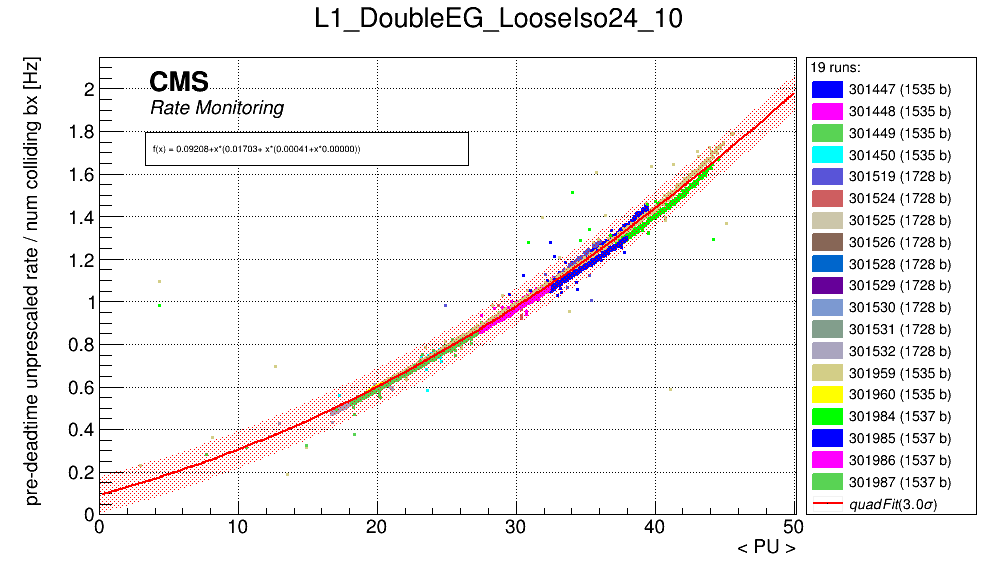 L1_DoubleEG_LooseIso24_10
pre-deadtime unprescaled rate / num colliding bx [Hz]
CMS
Rate Monitoring
f(x) = 0.09208+x*(0.01703+ x*(0.00041+x*0.00000))
2
1.8
1.6
1.4
1.2
1
0.8
0.6
0.4
0.2
0
0 10 20 30 40 50
< PU >
19 runs:
301447 (1535 b)
301448 (1535 b)
301449 (1535 b)
301450 (1535 b)
301519 (1728 b)
301524 (1728 b)
301525 (1728 b)
301526 (1728 b)
301528 (1728 b)
301529 (1728 b)
301530 (1728 b)
301531 (1728 b)
301532 (1728 b)
301959 (1535 b)
301960 (1535 b)
301984 (1537 b)
301985 (1537 b)
301986 (1537 b)
301987 (1537 b)
quadFit(3.0σ)